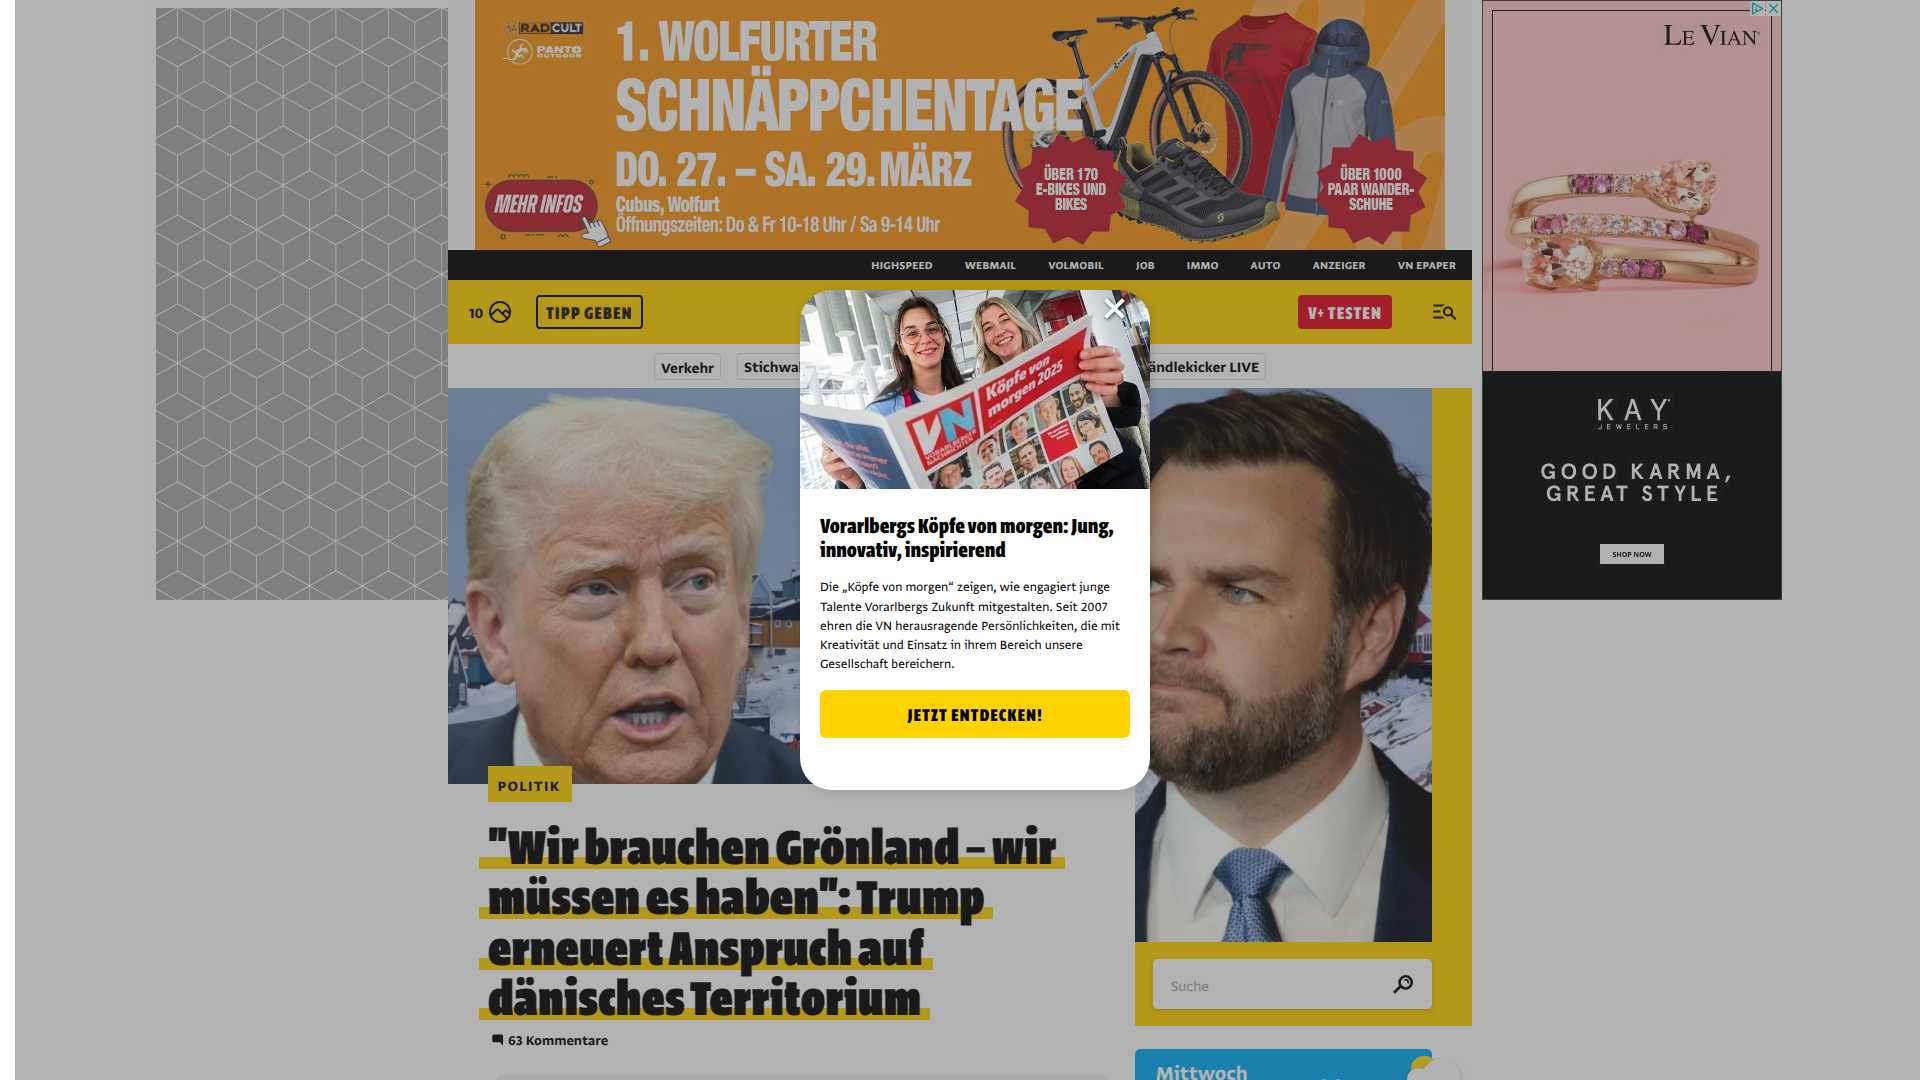 RADCULT
PANTO
OUTDOOR
1. WOLFURTER
SCHNÄPPCHENTAGE
DO. 27. – SA. 29. MÄRZ
Cubus, Wolfurt
Öffnungszeiten: Do & Fr 10-18 Uhr / Sa 9-14 Uhr
MEHR INFOS
ÜBER 170
E-BIKES UND
BIKES
ÜBER 1000
PAAR WANDER-
SCHUHE
LE VIAN
KAY
JEWELERS
GOOD KARMA,
GREAT STYLE
SHOP NOW
HIGHSPEED WEBMAIL VOLMOBIL JOB IMMO AUTO ANZEIGER VN EPAPER
10 TIPP GEBEN V+ TESTEN
Verkehr Stichwa ändlekicker LIVE
Köpfe von
morgen 2025
VN
VORARLBERGER
NACHRICHTEN
Vorarlbergs Köpfe von morgen: Jung,
innovativ, inspirierend
Die „Köpfe von morgen“ zeigen, wie engagiert junge
Talente Vorarlbergs Zukunft mitgestalten. Seit 2007
ehren die VN herausragende Persönlichkeiten, die mit
Kreativität und Einsatz in ihrem Bereich unsere
Gesellschaft bereichern.
JETZT ENTDECKEN!
POLITIK
"Wir brauchen Grönland – wir
müssen es haben": Trump
erneuert Anspruch auf
dänisches Territorium
63 Kommentare
Suche
Mittwoch